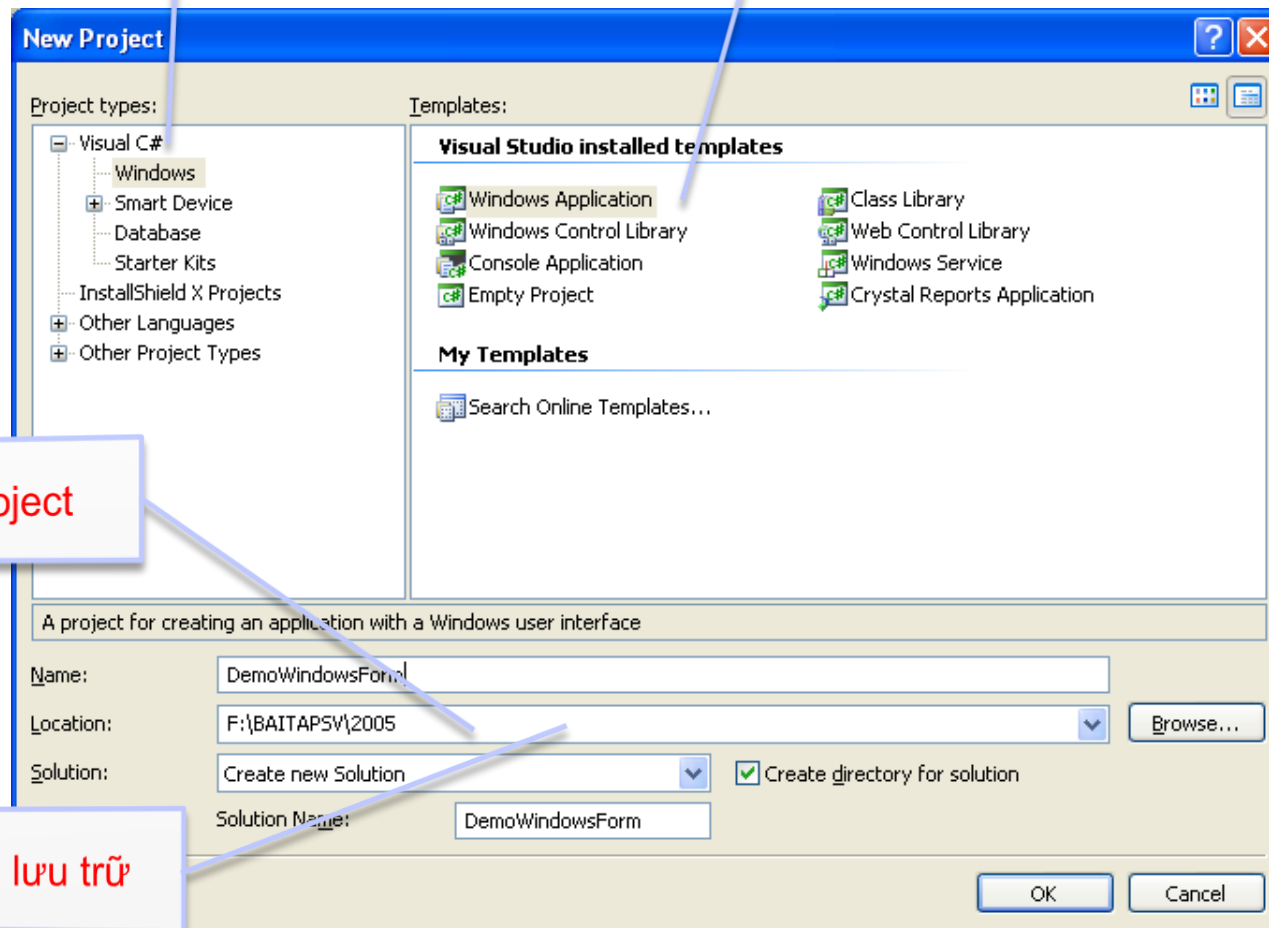 New Project
Project types:
Templates:
Visual C#
Windows
Smart Device
Database
Starter Kits
InstallShield X Projects
Other Languages
Other Project Types
Visual Studio installed templates
Windows Application
Windows Control Library
Console Application
Empty Project
Class Library
Web Control Library
Windows Service
Crystal Reports Application
My Templates
Search Online Templates...
A project for creating an application with a Windows user interface
Name:
DemoWindowsForm
Location:
F:\BAITAPSV\2005
Browse...
Solution:
Create new Solution
Create directory for solution
Solution Name:
DemoWindowsForm
lưu trữ
OK
Cancel